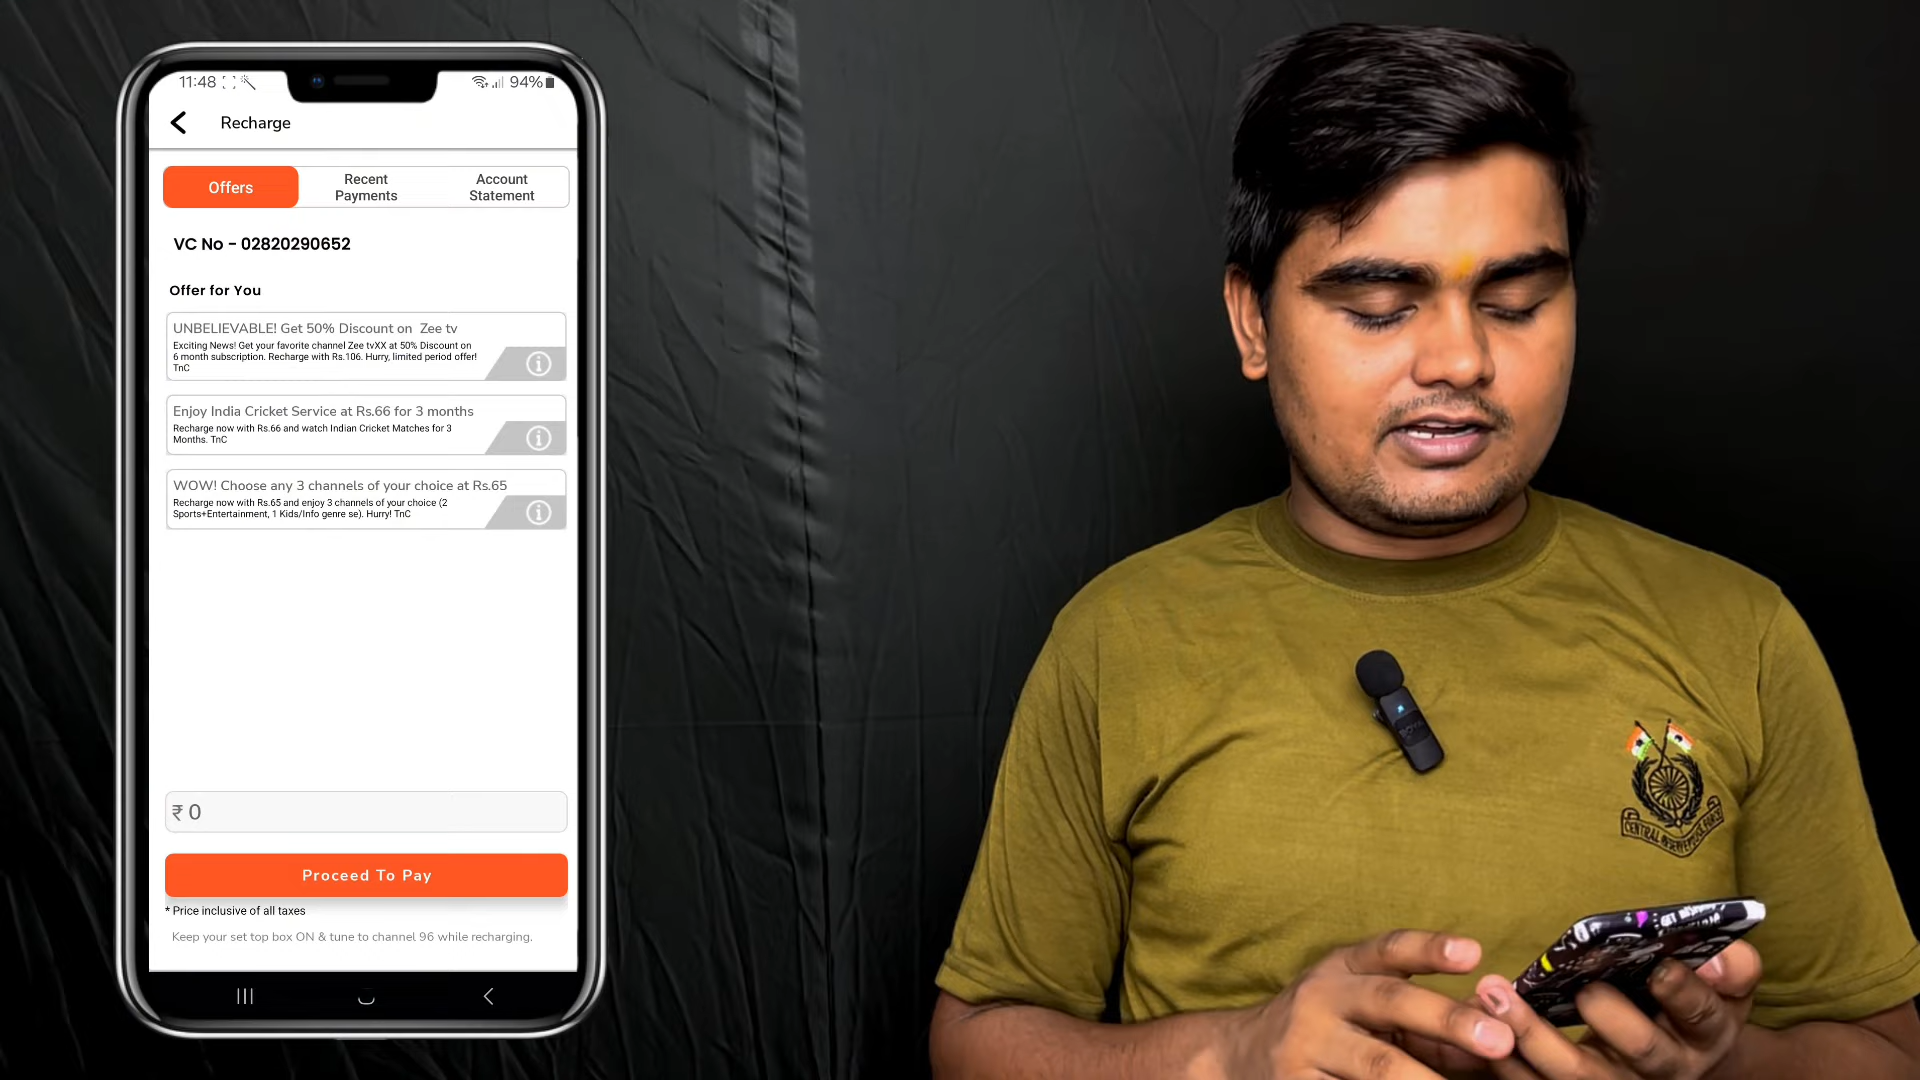 11:48
94%
Recharge
Offers
Recent
Payments
Account
Statement
VC No - 02820290652
Offer for You
UNBELIEVABLE! Get 50% Discount on Zee tv
Exciting News! Get your favorite channel Zee tvXX at 50% Discount on
6 month subscription. Recharge with Rs.106. Hurry, limited period offer!
TnC
Enjoy India Cricket Service at Rs.66 for 3 months
Recharge now with Rs.66 and watch Indian Cricket Matches for 3
Months. TnC
WOW! Choose any 3 channels of your choice at Rs.65
Recharge now with Rs.65 and enjoy 3 channels of your choice (2
Sports+Entertainment, 1 Kids/Info genre se). Hurry! TnC
₹ 0
Proceed To Pay
* Price inclusive of all taxes
Keep your set top box ON & tune to channel 96 while recharging.
CENTRAL RESERVE POLICE FORCE